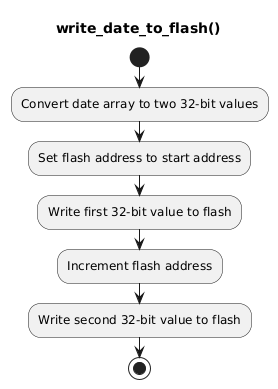 write_date_to_flash()
Convert date array to two 32-bit values
Set flash address to start address
Write first 32-bit value to flash
Increment flash address
Write second 32-bit value to flash